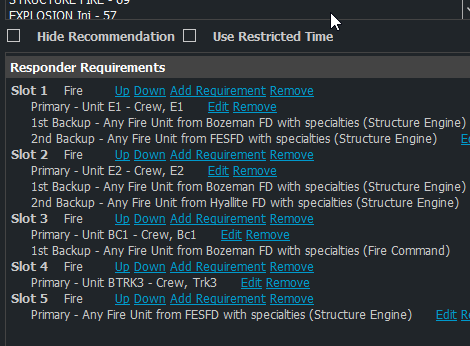 EXPLOSION Inj - 57
Hide Recommendation Use Restricted Time
Responder Requirements
Slot 1 Fire Up Down Add Requirement Remove
Primary - Unit E1 - Crew, E1 Edit Remove
1st Backup - Any Fire Unit from Bozeman FD with specialties (Structure Engine)
2nd Backup - Any Fire Unit from FESFD with specialties (Structure Engine)
Slot 2 Fire Up Down Add Requirement Remove
Primary - Unit E2 - Crew, E2 Edit Remove
1st Backup - Any Fire Unit from Bozeman FD with specialties (Structure Engine)
2nd Backup - Any Fire Unit from Hyallite FD with specialties (Structure Engine)
Slot 3 Fire Up Down Add Requirement Remove
Primary - Unit BC1 - Crew, Bc1 Edit Remove
1st Backup - Any Fire Unit from Bozeman FD with specialties (Fire Command)
Slot 4 Fire Up Down Add Requirement Remove
Primary - Unit BTRK3 - Crew, Trk3 Edit Remove
Slot 5 Fire Up Down Add Requirement Remove
Primary - Any Fire Unit from FESFD with specialties (Structure Engine) Edit Remove